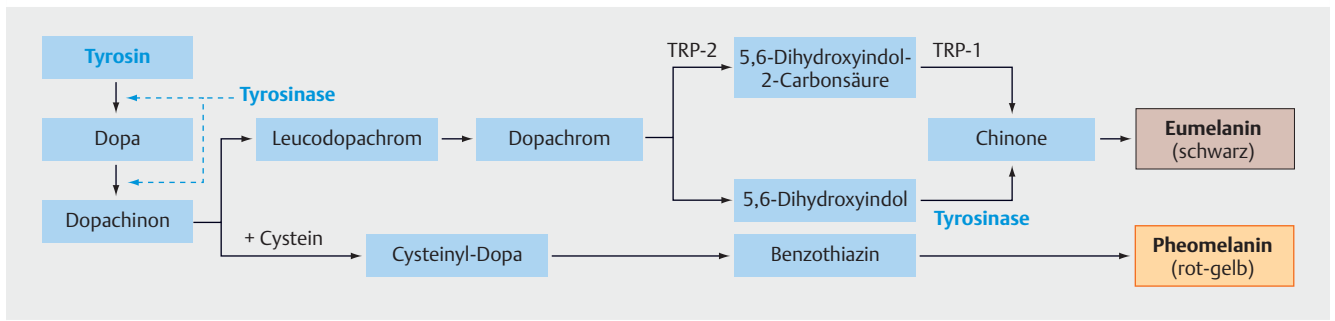 Tyrosin
Tyrosinase
Dopa
Dopachinon
Leucodopachrom
Dopachrom
TRP-2
5,6-Dihydroxyindol-
2-Carbonsäure
TRP-1
5,6-Dihydroxyindol
Tyrosinase
Chinone
Eumelanin
(schwarz)
+ Cystein
Cysteinyl-Dopa
Benzothiazin
Pheomelanin
(rot-gelb)